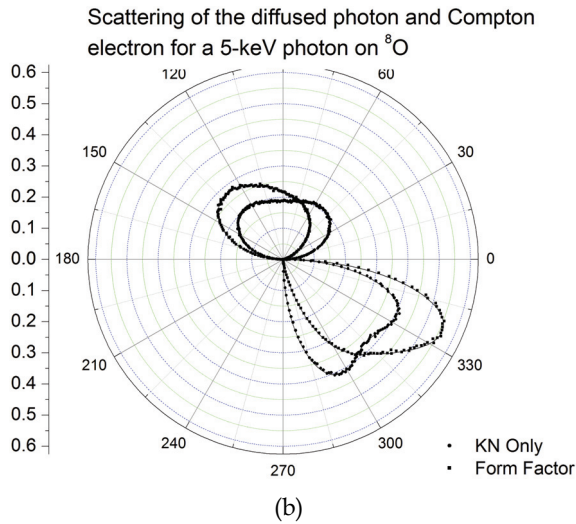 Scattering of the diffused photon and Compton
electron for a 5-keV photon on ⁸O
120 60
0.6
0.5
0.4
150 30
0.3
0.2
0.1
0.0 180 0
0.1
0.2
0.3
210 330
0.4
0.5
240 300
0.6
270
KN Only
Form Factor
(b)